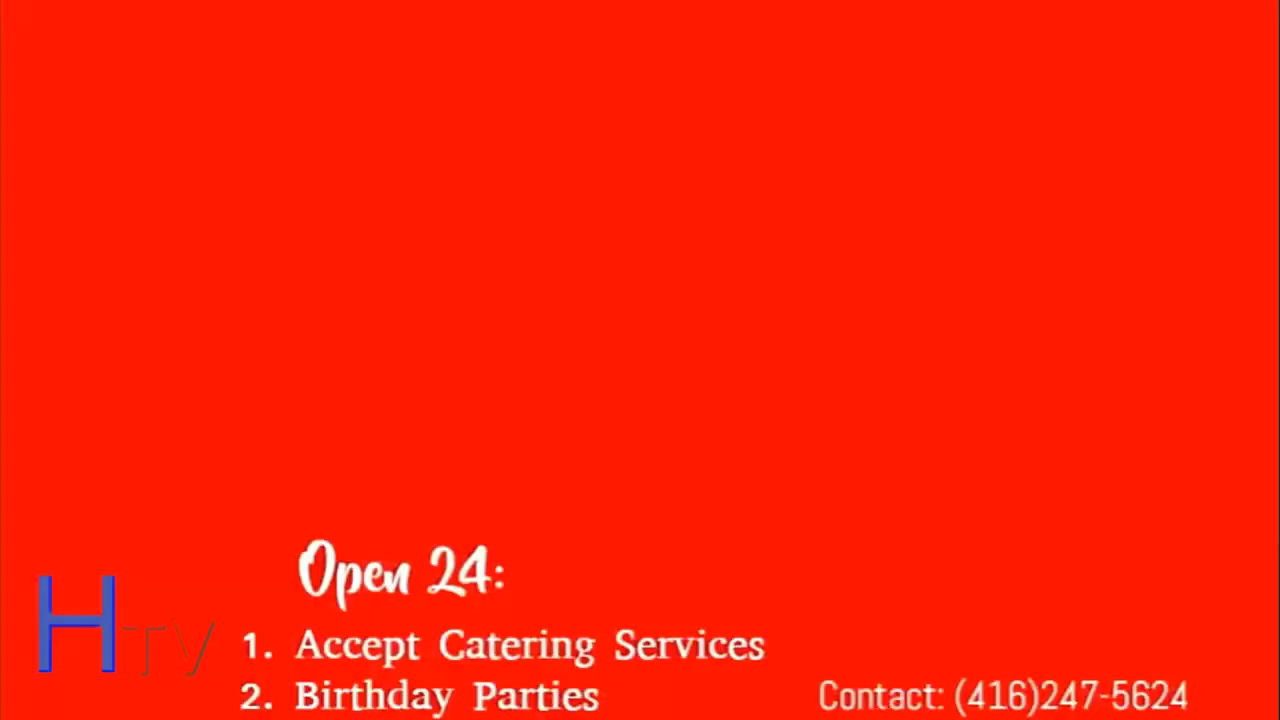 Open 24:
HTV
1. Accept Catering Services
2. Birthday Parties
Contact: (416)247-5624